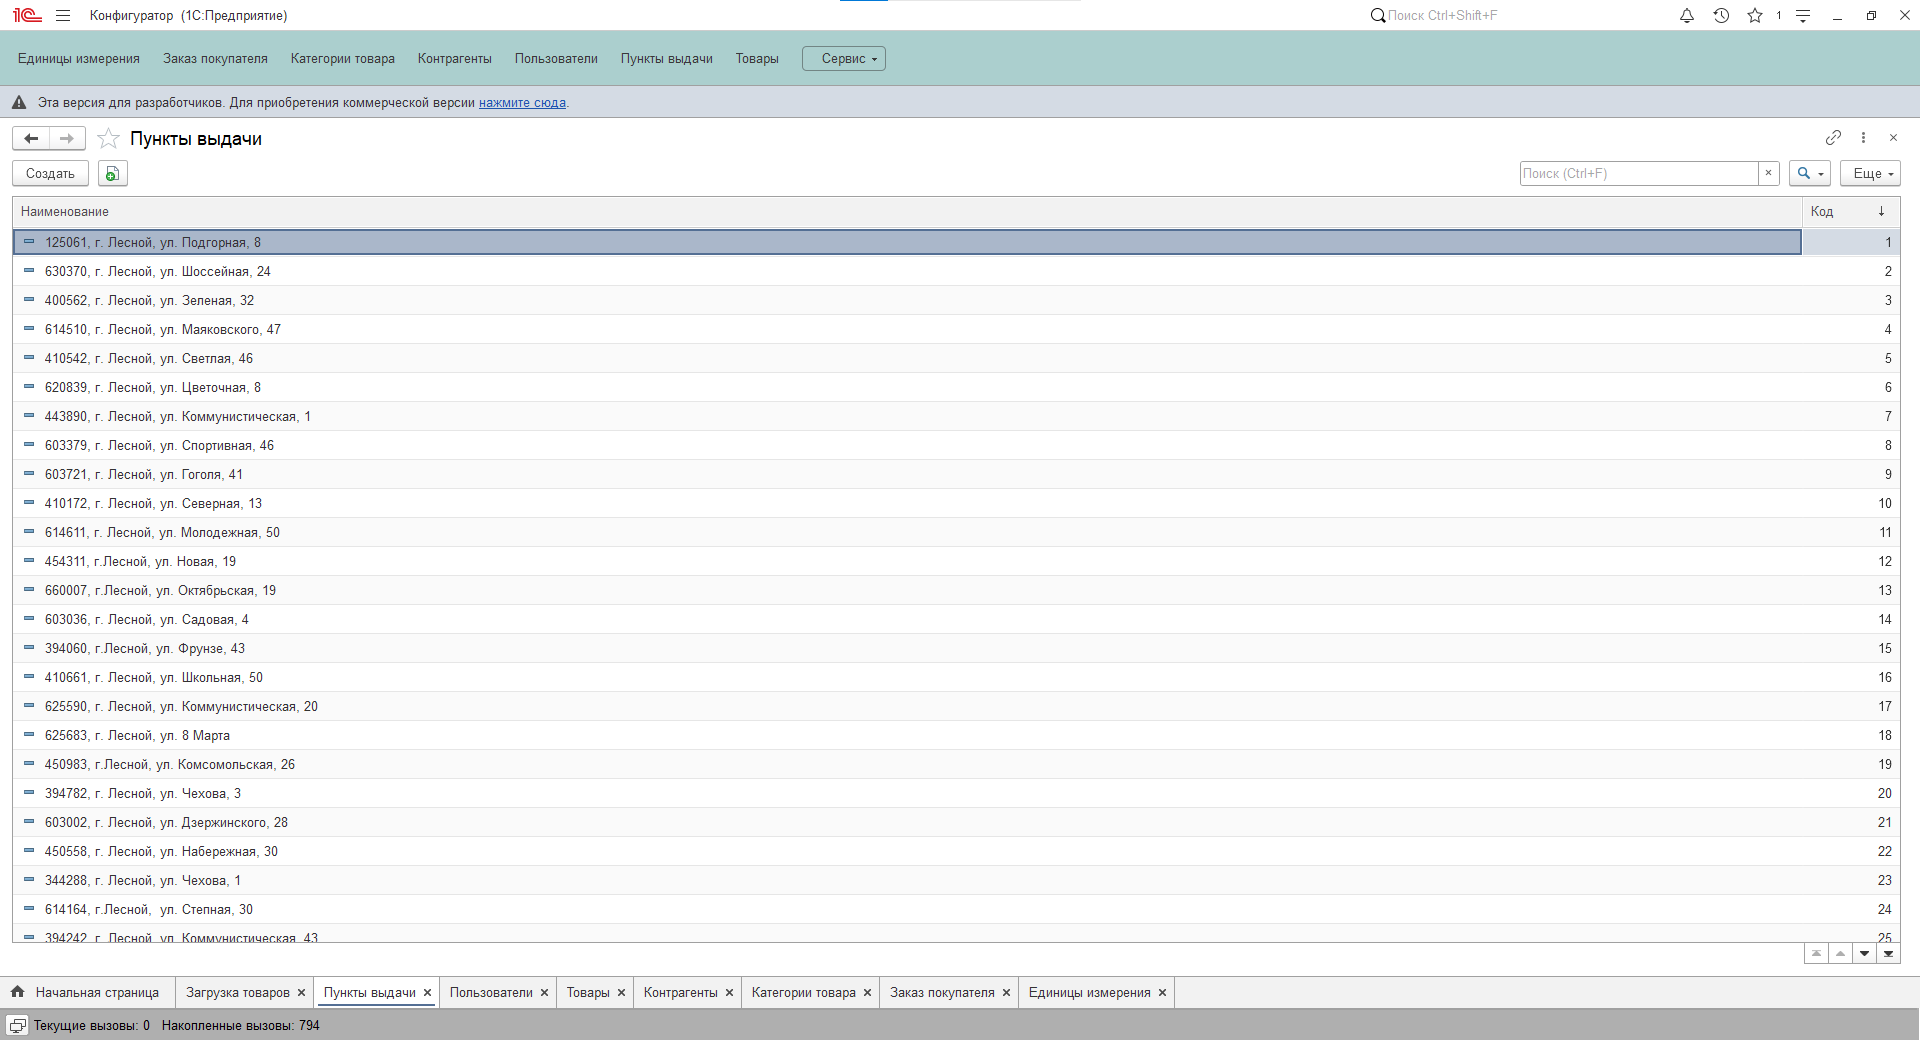 1С Конфигуратор (1С:Предприятие) Поиск Ctrl+Shift+F 1
Единицы измерения Заказ покупателя Категории товара Контрагенты Пользователи Пункты выдачи Товары Сервис
Эта версия для разработчиков. Для приобретения коммерческой версии нажмите сюда.
Пункты выдачи
Создать Поиск (Ctrl+F) Еще
Наименование Код
125061, г. Лесной, ул. Подгорная, 8 1
630370, г. Лесной, ул. Шоссейная, 24 2
400562, г. Лесной, ул. Зеленая, 32 3
614510, г. Лесной, ул. Маяковского, 47 4
410542, г. Лесной, ул. Светлая, 46 5
620839, г. Лесной, ул. Цветочная, 8 6
443890, г. Лесной, ул. Коммунистическая, 1 7
603379, г. Лесной, ул. Спортивная, 46 8
603721, г. Лесной, ул. Гоголя, 41 9
410172, г. Лесной, ул. Северная, 13 10
614611, г. Лесной, ул. Молодежная, 50 11
454311, г.Лесной, ул. Новая, 19 12
660007, г.Лесной, ул. Октябрьская, 19 13
603036, г. Лесной, ул. Садовая, 4 14
394060, г.Лесной, ул. Фрунзе, 43 15
410661, г. Лесной, ул. Школьная, 50 16
625590, г. Лесной, ул. Коммунистическая, 20 17
625683, г. Лесной, ул. 8 Марта 18
450983, г.Лесной, ул. Комсомольская, 26 19
394782, г. Лесной, ул. Чехова, 3 20
603002, г. Лесной, ул. Дзержинского, 28 21
450558, г. Лесной, ул. Набережная, 30 22
344288, г. Лесной, ул. Чехова, 1 23
614164, г.Лесной,  ул. Степная, 30 24
394242, г. Лесной, ул. Коммунистическая, 43 25
Начальная страница Загрузка товаров Пункты выдачи Пользователи Товары Контрагенты Категории товара Заказ покупателя Единицы измерения
Текущие вызовы: 0 Накопленные вызовы: 794